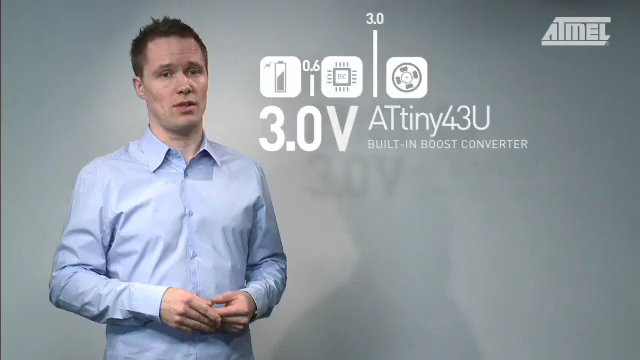 3.0
ATMEL
0.6
BC
3.0V
ATtiny43U
BUILT-IN BOOST CONVERTER
3.0V